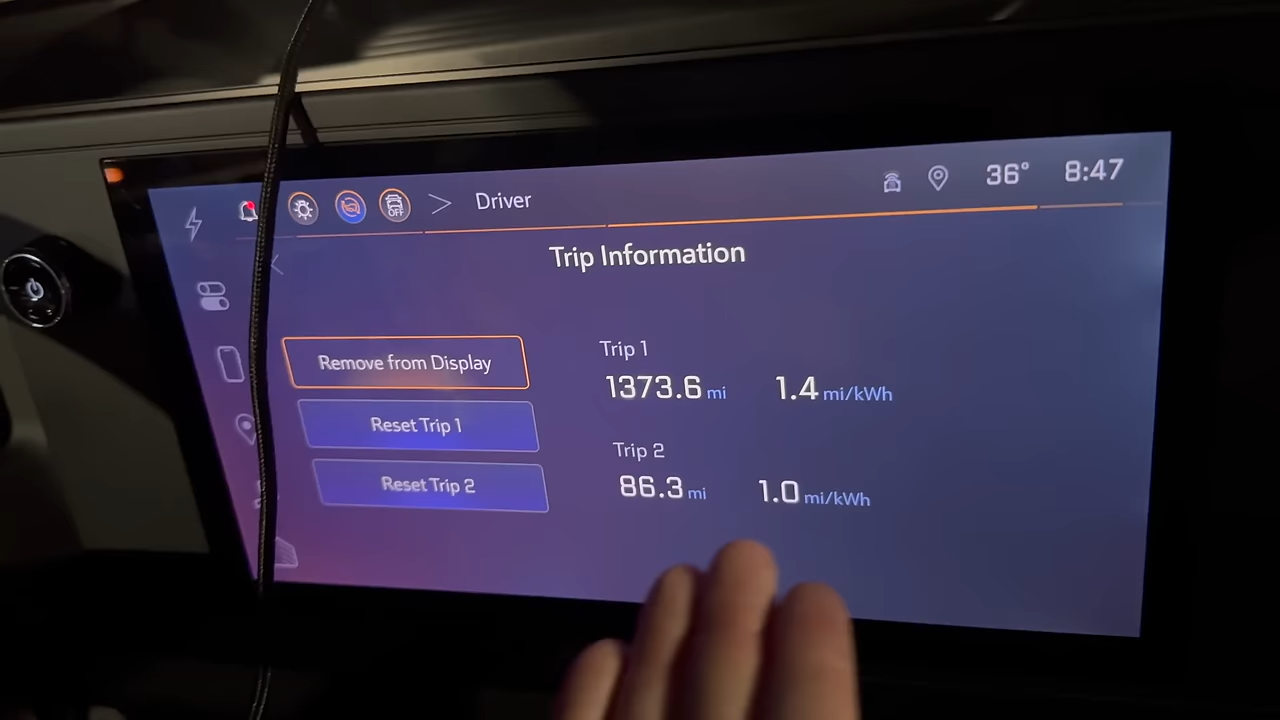 OFF
Driver
36° 8:47
Trip Information
Remove from Display
Reset Trip 1
Reset Trip 2
Trip 1
1373.6 mi 1.4 mi/kWh
Trip 2
86.3 mi 1.0 mi/kWh